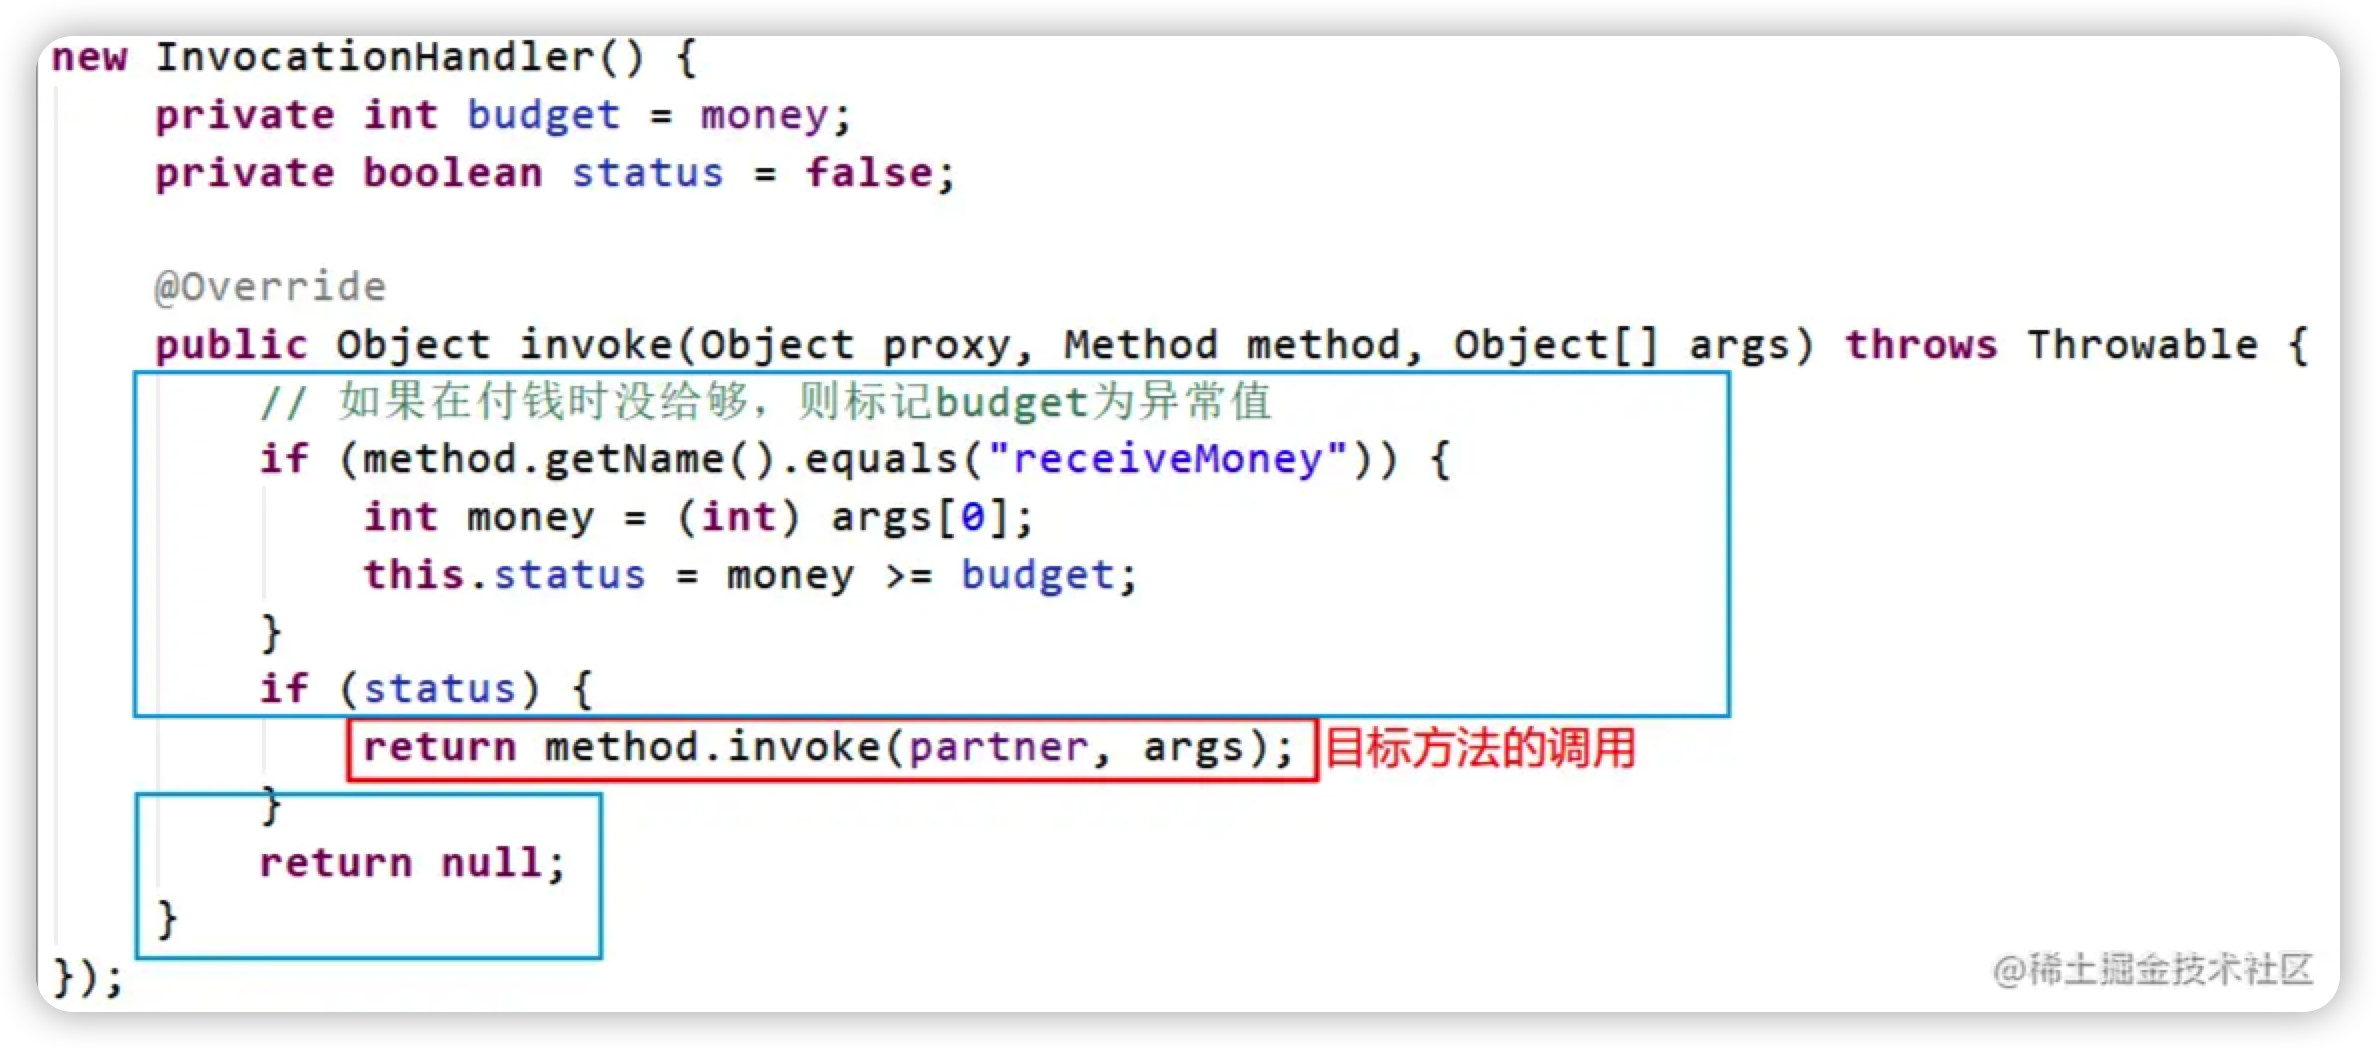 new InvocationHandler() {
    private int budget = money;
    private boolean status = false;

    @Override
    public Object invoke(Object proxy, Method method, Object[] args) throws Throwable {
        // 如果在付钱时没给够，则标记budget为异常值
        if (method.getName().equals("receiveMoney")) {
            int money = (int) args[0];
            this.status = money >= budget;
        }
        if (status) {
            return method.invoke(partner, args); 目标方法的调用
        }
        return null;
    }
});
@稀土掘金技术社区